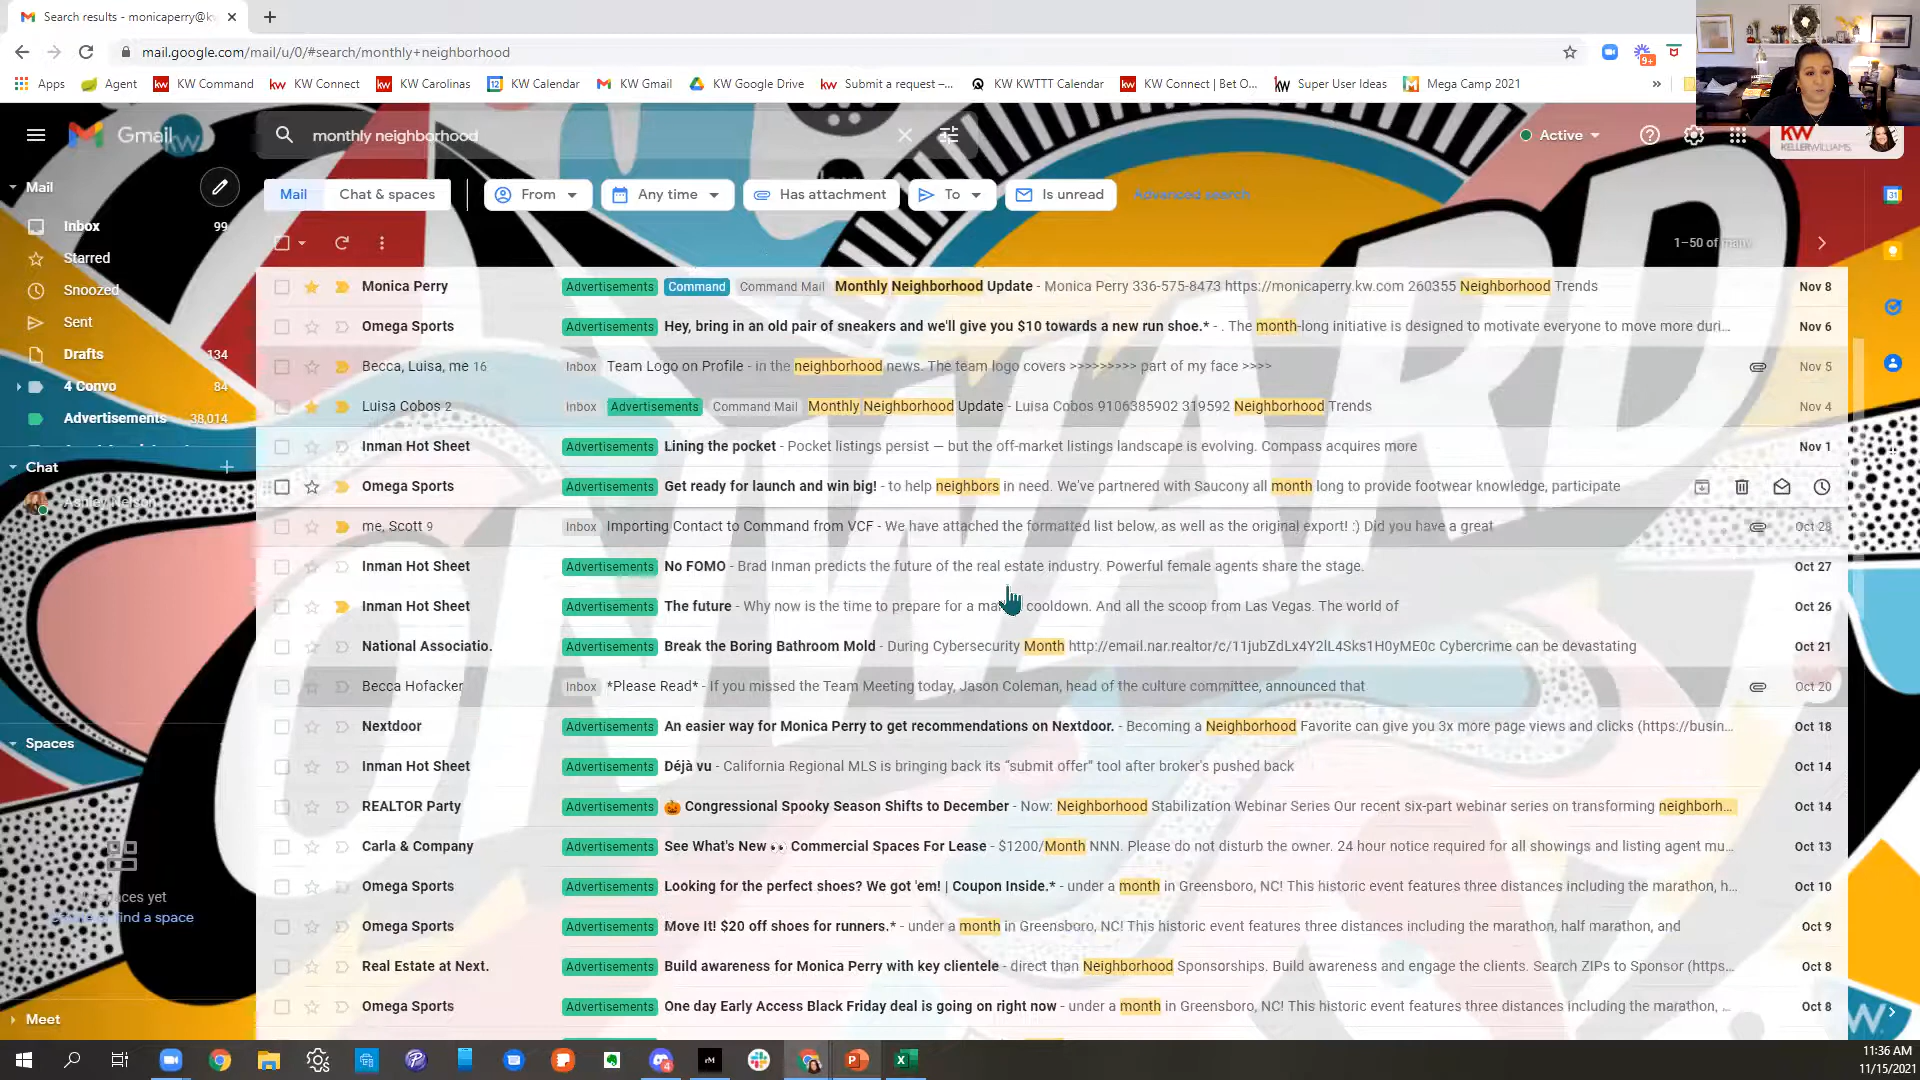 Search results - monicaperry@kw
mail.google.com/mail/u/0/#search/monthly+neighborhood
9+
Apps Agent KW Command KW Connect KW Carolinas KW Calendar KW Gmail KW Google Drive Submit a request –... KW KWTTT Calendar KW Connect | Bet O... Super User Ideas Mega Camp 2021 »
Gmail
monthly neighborhood
Active
KW
KELLERWILLIAMS
Mail
Mail Chat & spaces From Any time Has attachment To Is unread Advanced search
Inbox 99
Starred
Snoozed
Sent
Drafts 134
4 Convo 84
Advertisements 38,014
Chat
Spaces
find a space
Meet
1–50 of many
Monica Perry Advertisements Command Command Mail Monthly Neighborhood Update - Monica Perry 336-575-8473 https://monicaperry.kw.com 260355 Neighborhood Trends Nov 8
Omega Sports Advertisements Hey, bring in an old pair of sneakers and we'll give you $10 towards a new run shoe.* - . The month-long initiative is designed to motivate everyone to move more duri... Nov 6
Becca, Luisa, me 16 Inbox Team Logo on Profile - in the neighborhood news. The team logo covers >>>>>>>>> part of my face >>>> Nov 5
Luisa Cobos 2 Inbox Advertisements Command Mail Monthly Neighborhood Update - Luisa Cobos 9106385902 319592 Neighborhood Trends Nov 4
Inman Hot Sheet Advertisements Lining the pocket - Pocket listings persist — but the off-market listings landscape is evolving. Compass acquires more Nov 1
Omega Sports Advertisements Get ready for launch and win big! - to help neighbors in need. We've partnered with Saucony all month long to provide footwear knowledge, participate
me, Scott 9 Inbox Importing Contact to Command from VCF - We have attached the formatted list below, as well as the original export! :) Did you have a great Oct 28
Inman Hot Sheet Advertisements No FOMO - Brad Inman predicts the future of the real estate industry. Powerful female agents share the stage. Oct 27
Inman Hot Sheet Advertisements The future - Why now is the time to prepare for a cooldown. And all the scoop from Las Vegas. The world of Oct 26
National Associatio. Advertisements Break the Boring Bathroom Mold - During Cybersecurity Month http://email.nar.realtor/c/11jubZdLx4Y2lL4Sks1H0yME0c Cybercrime can be devastating Oct 21
Becca Hofacker Inbox *Please Read* - If you missed the Team Meeting today, Jason Coleman, head of the culture committee, announced that Oct 20
Nextdoor Advertisements An easier way for Monica Perry to get recommendations on Nextdoor. - Becoming a Neighborhood Favorite can give you 3x more page views and clicks (https://busin... Oct 18
Inman Hot Sheet Advertisements Déjà vu - California Regional MLS is bringing back its “submit offer” tool after broker's pushed back Oct 14
REALTOR Party Advertisements 🎃 Congressional Spooky Season Shifts to December - Now: Neighborhood Stabilization Webinar Series Our recent six-part webinar series on transforming neighborh... Oct 14
Carla & Company Advertisements See What's New 👀 Commercial Spaces For Lease - $1200/Month NNN. Please do not disturb the owner. 24 hour notice required for all showings and listing agent mu... Oct 13
Omega Sports Advertisements Looking for the perfect shoes? We got 'em! | Coupon Inside.* - under a month in Greensboro, NC! This historic event features three distances including the marathon, h... Oct 10
Omega Sports Advertisements Move It! $20 off shoes for runners.* - under a month in Greensboro, NC! This historic event features three distances including the marathon, half marathon, and Oct 9
Real Estate at Next. Advertisements Build awareness for Monica Perry with key clientele - direct than Neighborhood Sponsorships. Build awareness and engage the clients. Search ZIPs to Sponsor (https... Oct 8
Omega Sports Advertisements One day Early Access Black Friday deal is going on right now - under a month in Greensboro, NC! This historic event features three distances including the marathon, ... Oct 8
11:36 AM
11/15/2021